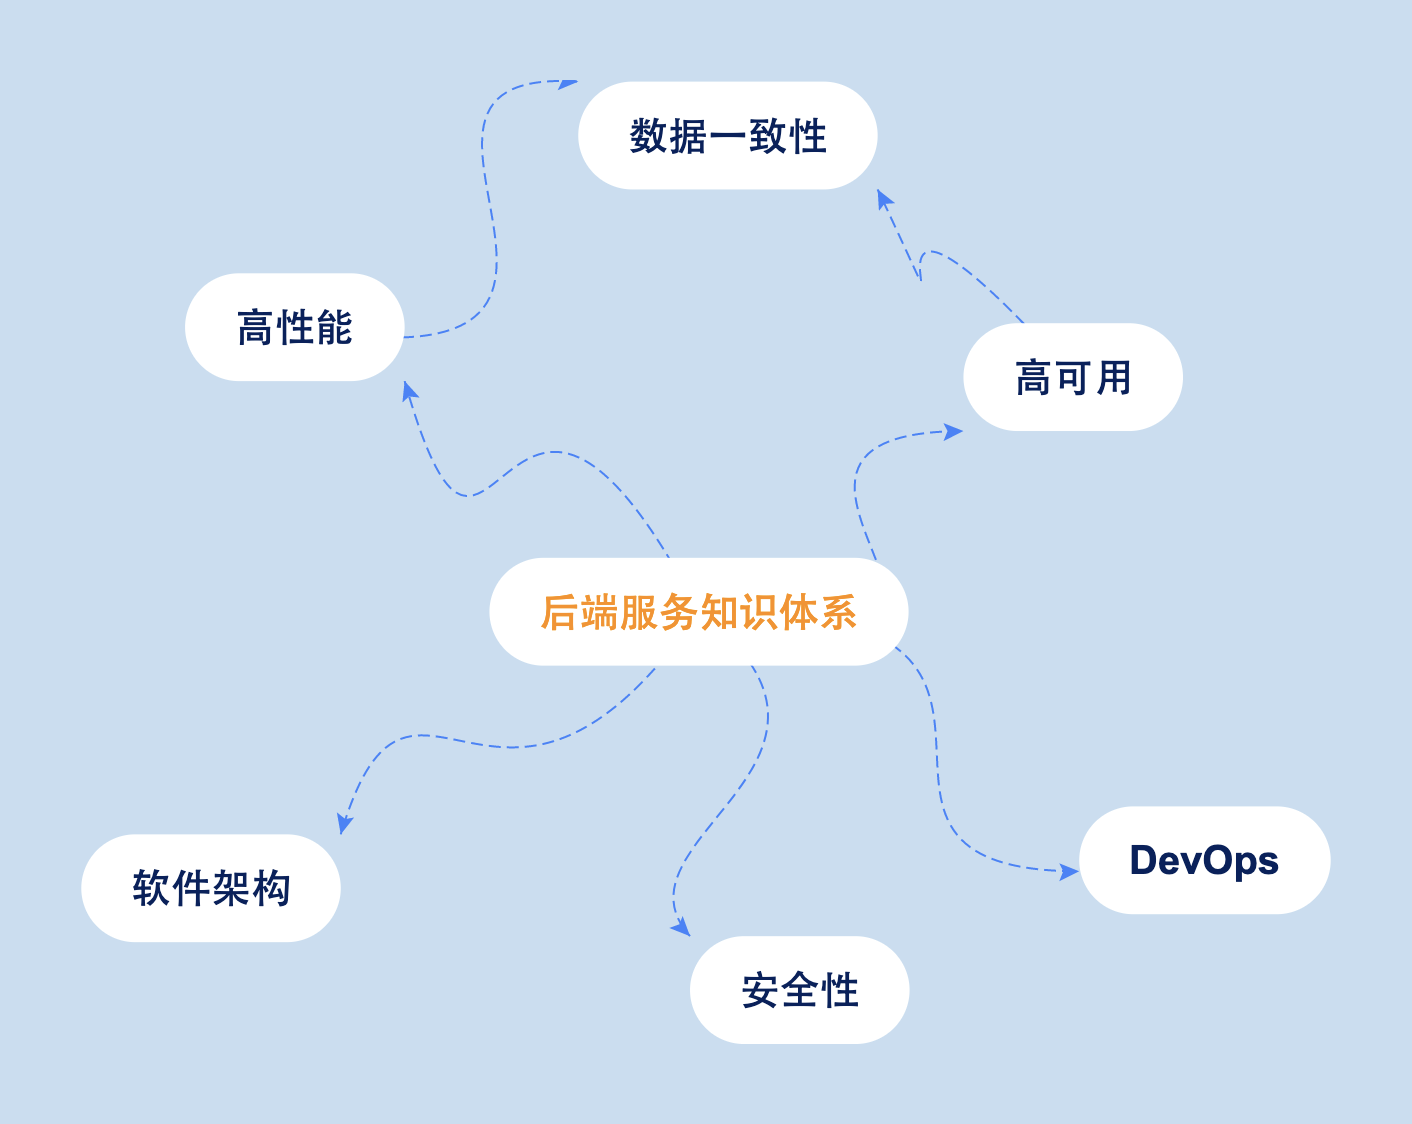 数据一致性
高性能
高可用
后端服务知识体系
DevOps
软件架构
安全性